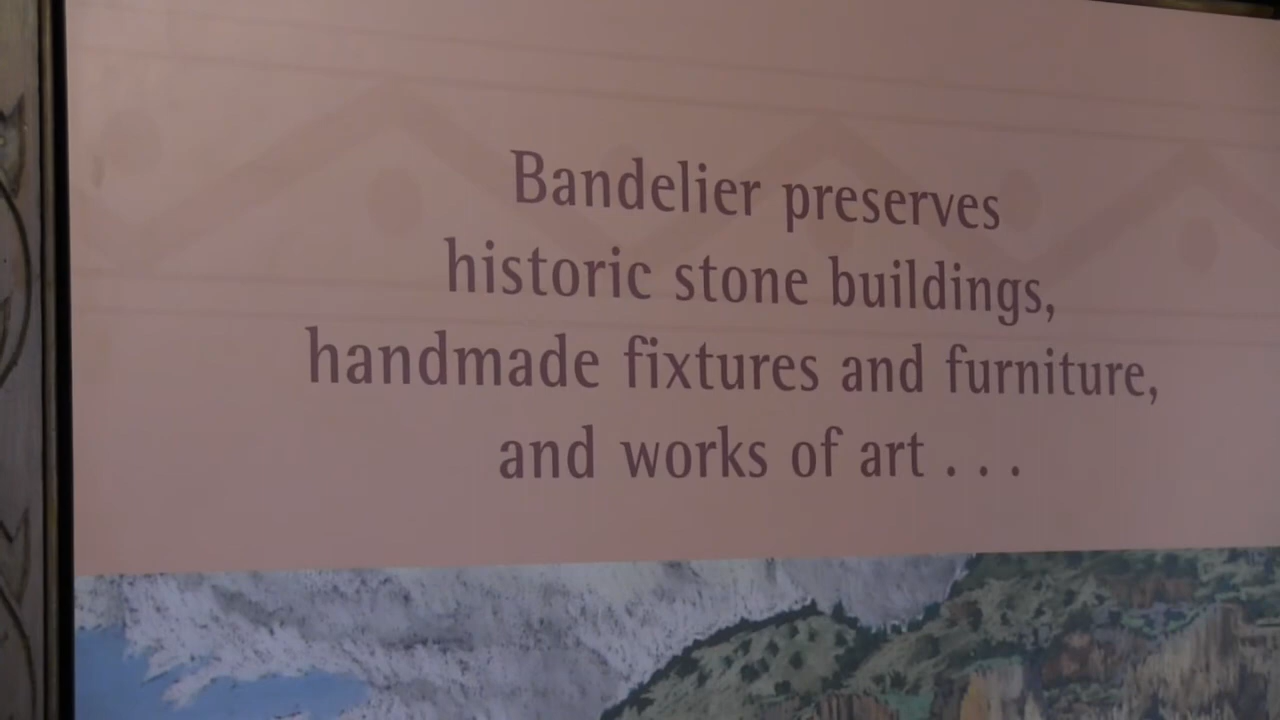 Bandelier preserves
historic stone buildings,
handmade fixtures and furniture,
and works of art . . .